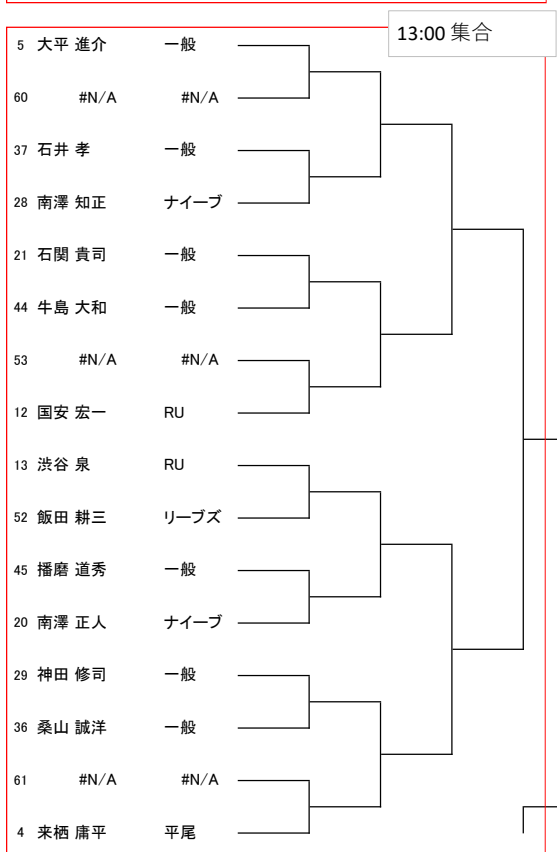 13:00 集合
5 大平 進介 一般
60 #N/A #N/A
37 石井 孝 一般
28 南澤 知正 ナイーブ
21 石関 貴司 一般
44 牛島 大和 一般
53 #N/A #N/A
12 国安 宏一 RU
13 渋谷 泉 RU
52 飯田 耕三 リーブズ
45 播磨 道秀 一般
20 南澤 正人 ナイーブ
29 神田 修司 一般
36 桑山 誠洋 一般
61 #N/A #N/A
4 来栖 庸平 平尾